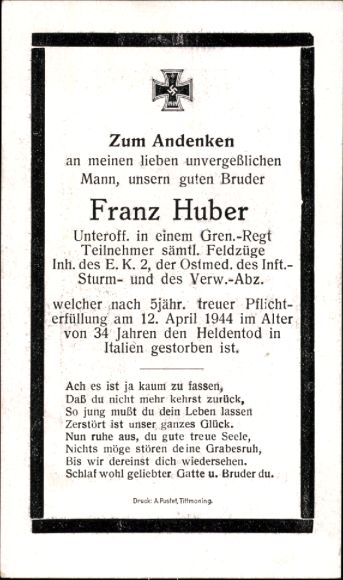 Zum Andenken
an meinen lieben unvergeßlichen
Mann, unsern guten Bruder
Franz Huber
Unteroff. in einem Gren.-Regt
Teilnehmer sämtl. Feldzüge
Inh. des E. K. 2, der Ostmed. des Inft.-
Sturm- und des Verw.-Abz.
welcher nach 5jähr. treuer Pflicht-
erfüllung am 12. April 1944 im Alter
von 34 Jahren den Heldentod in
Italien gestorben ist.
Ach es ist ja kaum zu fassen,
Daß du nicht mehr kehrst zurück,
So jung mußt du dein Leben lassen
Zerstört ist unser ganzes Glück.
Nun ruhe aus, du gute treue Seele,
Nichts möge stören deine Grabesruh,
Bis wir dereinst dich wiedersehen.
Schlaf wohl geliebter Gatte u. Bruder du.
Druck: A. Pustet, Tittmoning.